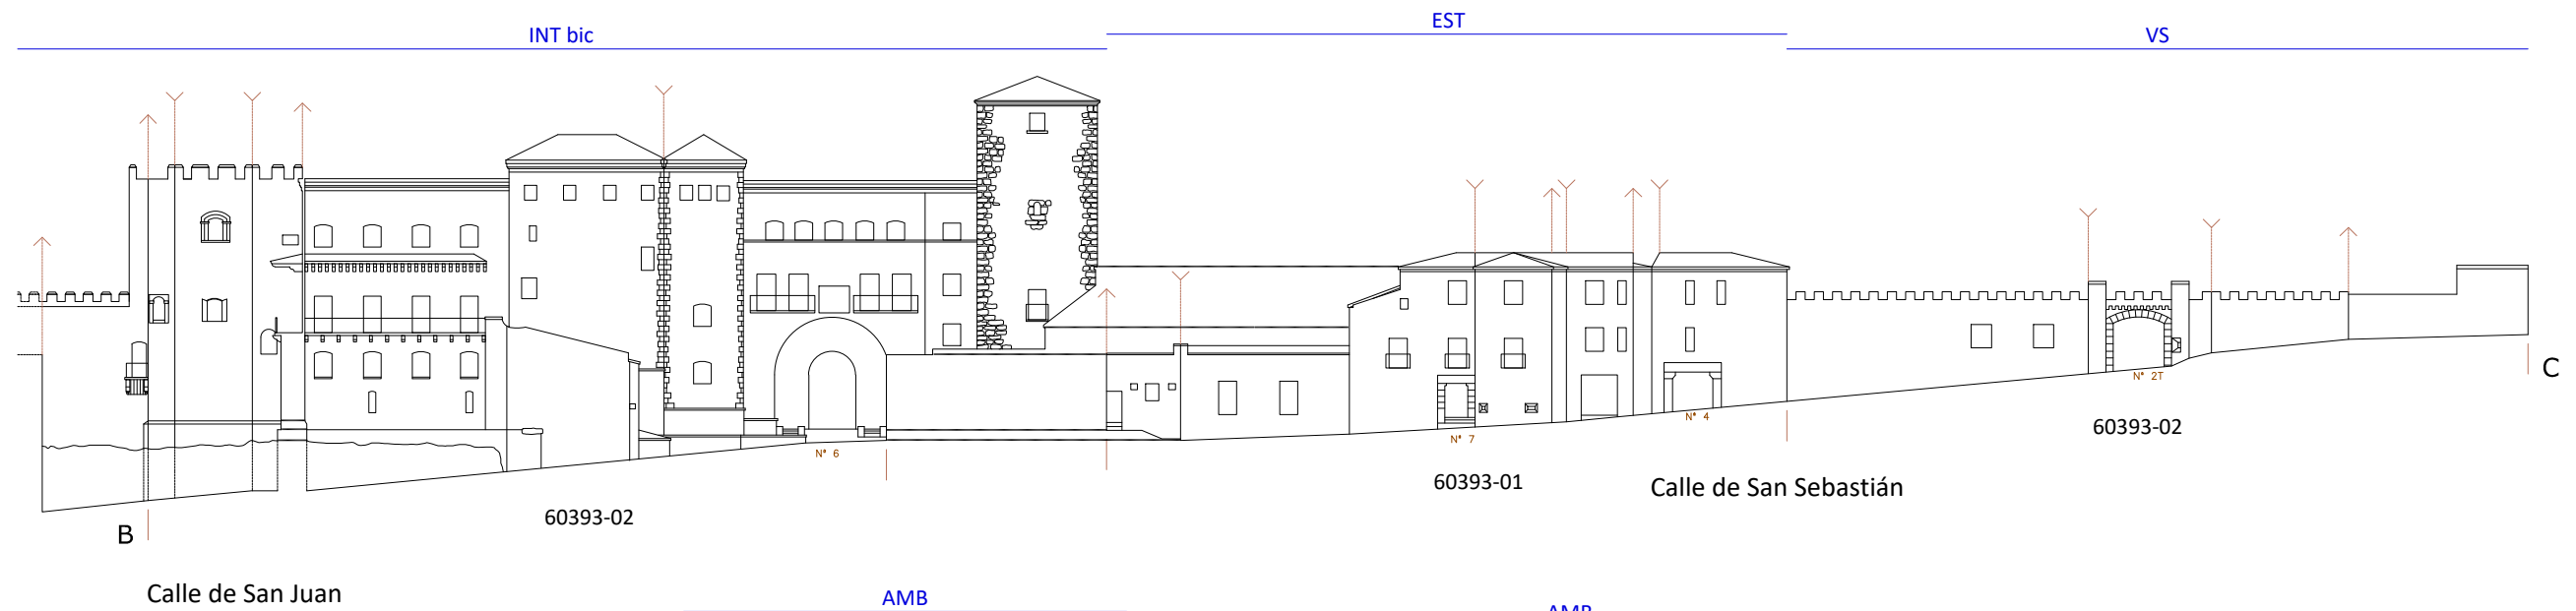 EST
INT bic
VS
C
N° 2T
N° 4
60393-02
N° 7
N° 6
60393-01
Calle de San Sebastián
60393-02
B
Calle de San Juan
AMB
AMB